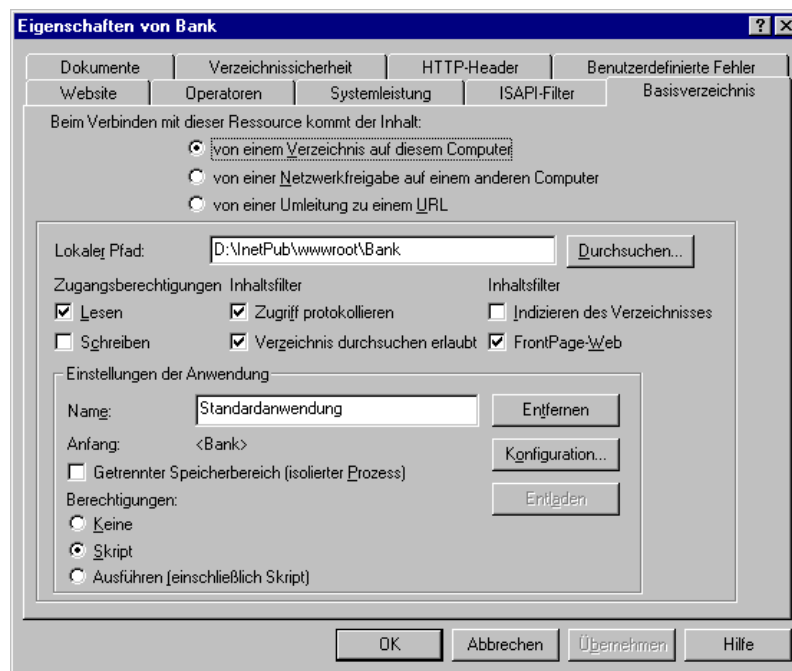 Eigenschaften von Bank
Dokumente Verzeichnissicherheit HTTP-Header Benutzerdefinierte Fehler
Website Operatoren Systemleistung ISAPI-Filter Basisverzeichnis
Beim Verbinden mit dieser Ressource kommt der Inhalt:
von einem Verzeichnis auf diesem Computer
von einer Netzwerkfreigabe auf einem anderen Computer
von einer Umleitung zu einem URL
Lokaler Pfad: D:\InetPub\wwwroot\Bank Durchsuchen...
Zugangsberechtigungen Inhaltsfilter Inhaltsfilter
Lesen Zugriff protokollieren Indizieren des Verzeichnisses
Schreiben Verzeichnis durchsuchen erlaubt FrontPage-Web
Einstellungen der Anwendung
Name: Standardanwendung Entfernen
Anfang: <Bank>
Konfiguration...
Getrennter Speicherbereich (isolierter Prozess)
Berechtigungen: Entladen
Keine
Skript
Ausführen (einschließlich Skript)
OK Abbrechen Übernehmen Hilfe